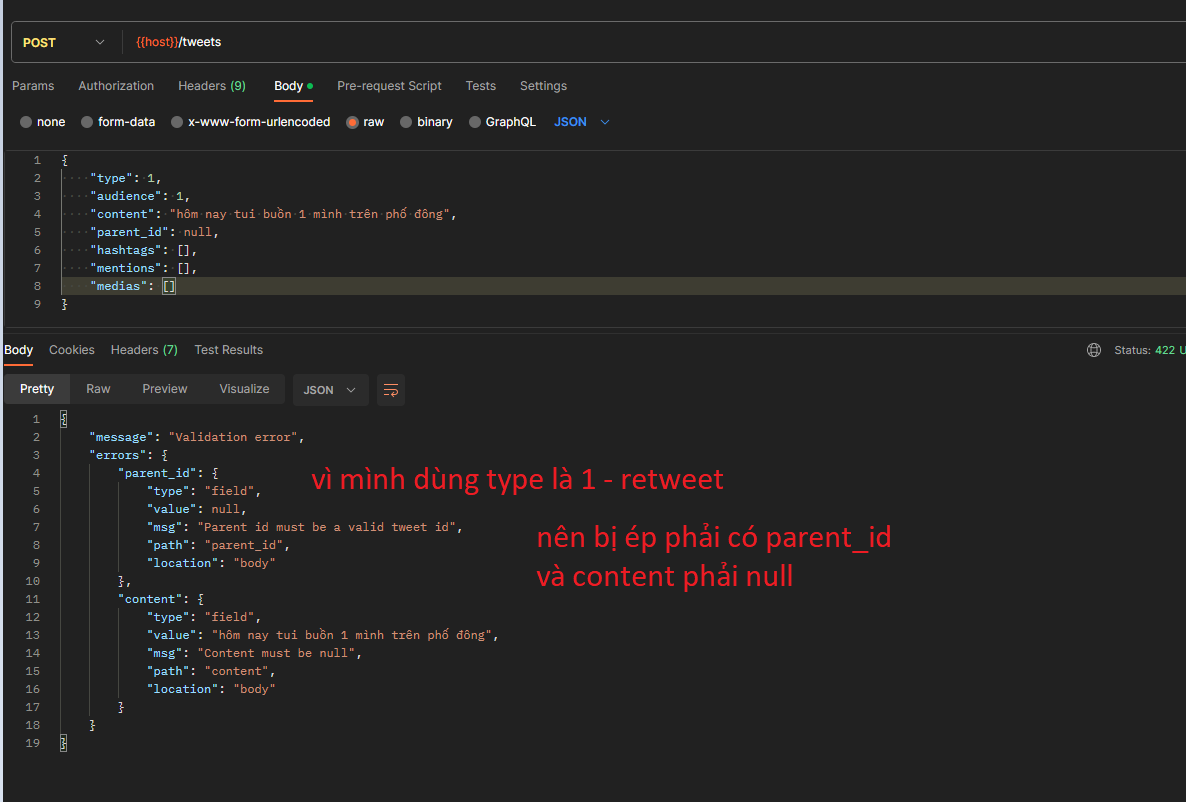 POST {{host}}/tweets
Params Authorization Headers (9) Body Pre-request Script Tests Settings
none form-data x-www-form-urlencoded raw binary GraphQL JSON
1 {
2 ····"type":·1,
3 ····"audience":·1,
4 ····"content":·"hôm·nay·tui·buồn·1·mình·trên·phố·đông",
5 ····"parent_id":·null,
6 ····"hashtags":·[],
7 ····"mentions":·[],
8 ····"medias":·[]
9 }
Body Cookies Headers (7) Test Results Status: 422 U
Pretty Raw Preview Visualize JSON
1 {
2 "message": "Validation error",
3 "errors": {
4 "parent_id": {
5 "type": "field",
6 "value": null,
7 "msg": "Parent id must be a valid tweet id",
8 "path": "parent_id",
9 "location": "body"
10 },
11 "content": {
12 "type": "field",
13 "value": "hôm nay tui buồn 1 mình trên phố đông",
14 "msg": "Content must be null",
15 "path": "content",
16 "location": "body"
17 }
18 }
19 }
vì mình dùng type là 1 - retweet
nên bị ép phải có parent_id
và content phải null